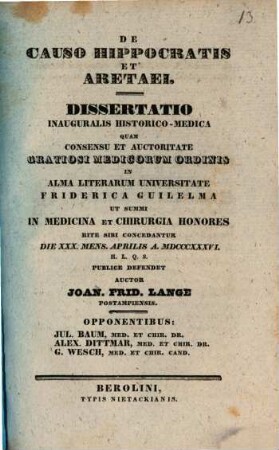 13.
DE
CAUSO HIPPOCRATIS
ET
ARETAEI.
DISSERTATIO
INAUGURALIS HISTORICO-MEDICA
QUAM
CONSENSU ET AUCTORITATE
GRATIOSI MEDICORUM ORDINIS
IN
ALMA LITERARUM UNIVERSITATE
FRIDERICA GUILELMA
UT SUMMI
IN MEDICINA ET CHIRURGIA HONORES
RITE SIBI CONCEDANTUR
DIE XXX. MENS. APRILIS A. MDCCCXXXVI.
H. L. Q. S.
PUBLICE DEFENDET
AUCTOR
JOAN. FRID. LANGE
POSTAMPIENSIS.
OPPONENTIBUS:
JUL. BAUM, MED. ET CHIR. DR.
ALEX. DITTMAR, MED. ET CHIR. DR.
G. WESCH, MED. ET CHIR. CAND.
BEROLINI,
TYPIS NIETACKIANIS.